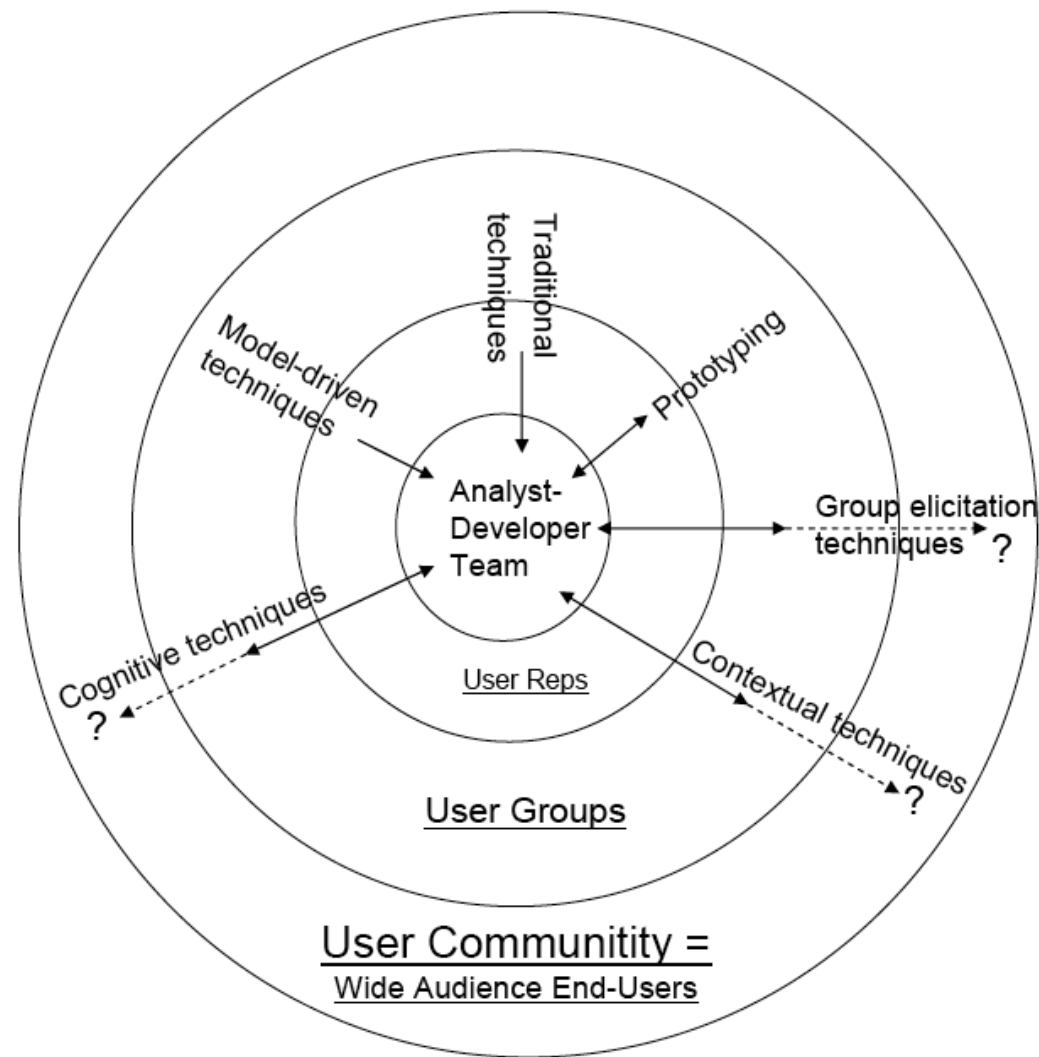 Traditional
techniques
Model-driven
techniques
Prototyping
Analyst-
Developer
Team
Group elicitation
techniques
?
Cognitive techniques
?
Contextual techniques
?
User Reps
User Groups
User Communitity =
Wide Audience End-Users